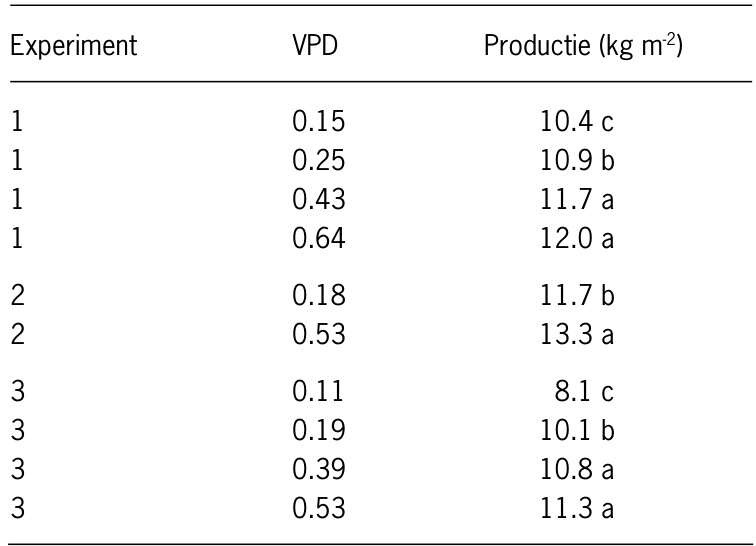 Experiment VPD Productie (kg m⁻²)
1 0.15 10.4 c
1 0.25 10.9 b
1 0.43 11.7 a
1 0.64 12.0 a
2 0.18 11.7 b
2 0.53 13.3 a
3 0.11 8.1 c
3 0.19 10.1 b
3 0.39 10.8 a
3 0.53 11.3 a